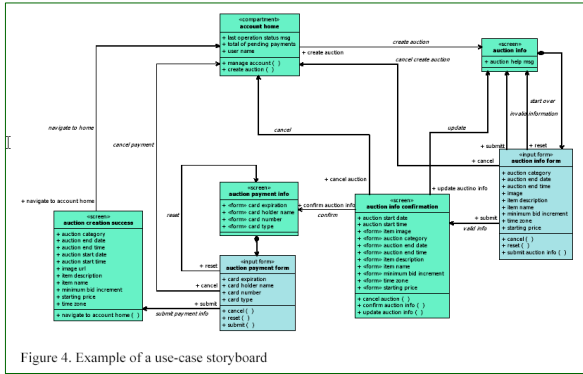 «compartment»
account home
+ last operation status msg
+ total of pending payments
+ user name
+ manage account ( )
+ create auction ( )
+ create auction
create auction
cancel create auction
«screen»
auction info
+ auction help msg
start over
invalid information
navigate to home
cancel payment
cancel
update
+ submit
+ reset
+ cancel
«input form»
auction info form
+ auction category
+ auction end date
+ auction end time
+ image
+ item description
+ item name
+ minimum bid increment
+ time zone
+ starting price
+ cancel ( )
+ reset ( )
+ submit auction info ( )
+ submit
valid info
reset
+ cancel auction
+ update auctino info
«screen»
auction payment info
«form» card expiration
«form» card holder name
«form» card number
«form» card type
+ confirm auction info
confirm
«screen»
auction info confirmation
+ auction start date
+ auction start time
«form» item image
«form» auction category
«form» auction end date
«form» auction end time
«form» item description
«form» item name
«form» minimum bid increment
«form» time zone
«form» starting price
cancel auction ( )
confirm auction info ( )
update auction info ( )
+ navigate to account home
«screen»
auction creation success
+ auction category
+ auction end date
+ auction end time
+ auction start date
+ auction start time
+ image url
+ item description
+ item name
+ minimum bid increment
+ starting price
+ time zone
+ navigate to account home ( )
«input form»
auction payment form
+ card expiration
+ card holder name
+ card number
+ card type
+ cancel ( )
+ reset ( )
+ submit ( )
+ reset
+ cancel
+ submit
submit payment info
Figure 4. Example of a use-case storyboard